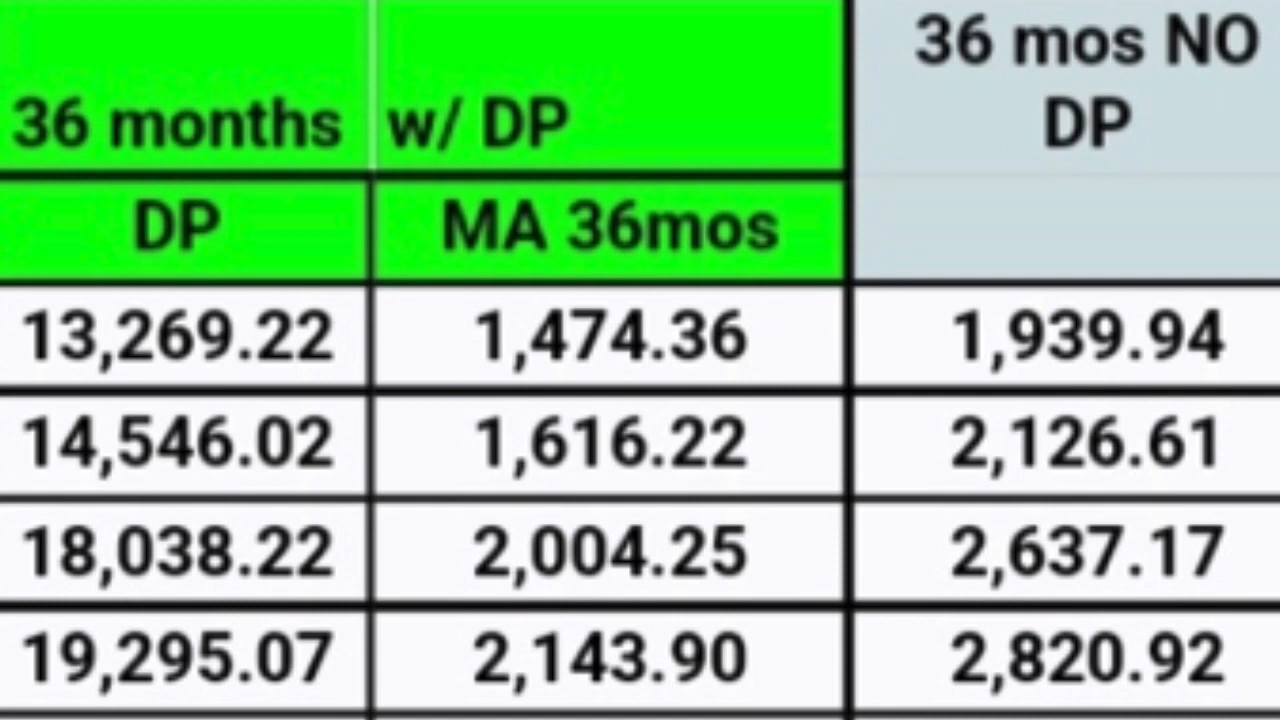 36 months w/ DP 36 mos NO
DP
DP MA 36mos
13,269.22 1,474.36 1,939.94
14,546.02 1,616.22 2,126.61
18,038.22 2,004.25 2,637.17
19,295.07 2,143.90 2,820.92